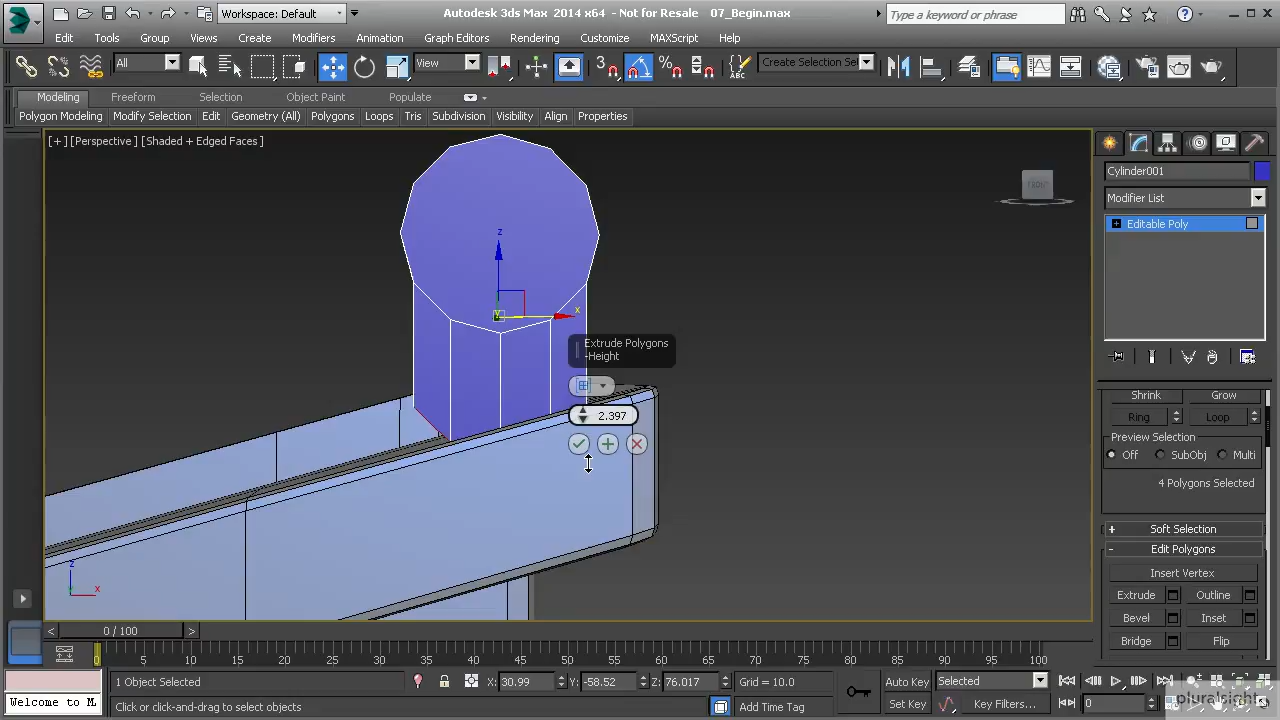 Workspace: Default
Autodesk 3ds Max 2014 x64 - Not for Resale 07_Begin.max
Type a keyword or phrase
Edit Tools Group Views Create Modifiers Animation Graph Editors Rendering Customize MAXScript Help
All
View
3
Create Selection Se
Modeling Freeform Selection Object Paint Populate
Polygon Modeling Modify Selection Edit Geometry (All) Polygons Loops Tris Subdivision Visibility Align Properties
[+] [Perspective] [Shaded + Edged Faces]
FRONT
Cylinder001
Modifier List
Editable Poly
z
x
y
Extrude Polygons
-Height
2.397
Shrink Grow
Ring Loop
Preview Selection
Off SubObj Multi
4 Polygons Selected
+ Soft Selection
- Edit Polygons
Insert Vertex
Extrude Outline
Bevel Inset
Bridge Flip
z
x
< 0 / 100 >
0 5 10 15 20 25 30 35 40 45 50 55 60 65 70 75 80 85 90 95 100
1 Object Selected X: 30.99 Y: -58.52 Z: 76.017 Grid = 10.0 Auto Key Selected
Welcome to M Click or click-and-drag to select objects Add Time Tag Set Key Key Filters... 0
pluralsight